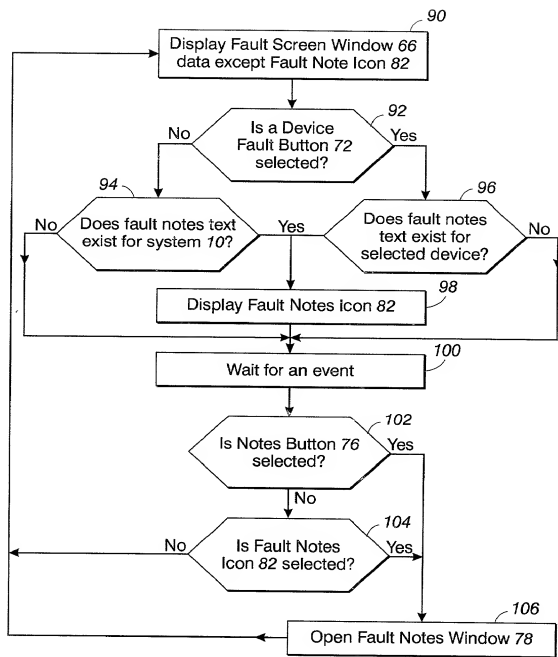 90
Display Fault Screen Window 66
data except Fault Note Icon 82
92
Is a Device
Fault Button 72
selected?
No
Yes
94
Does fault notes text
exist for system 10?
No
Yes
96
Does fault notes
text exist for
selected device?
No
98
Display Fault Notes icon 82
100
Wait for an event
102
Is Notes Button 76
selected?
Yes
No
104
Is Fault Notes
Icon 82 selected?
No
Yes
106
Open Fault Notes Window 78